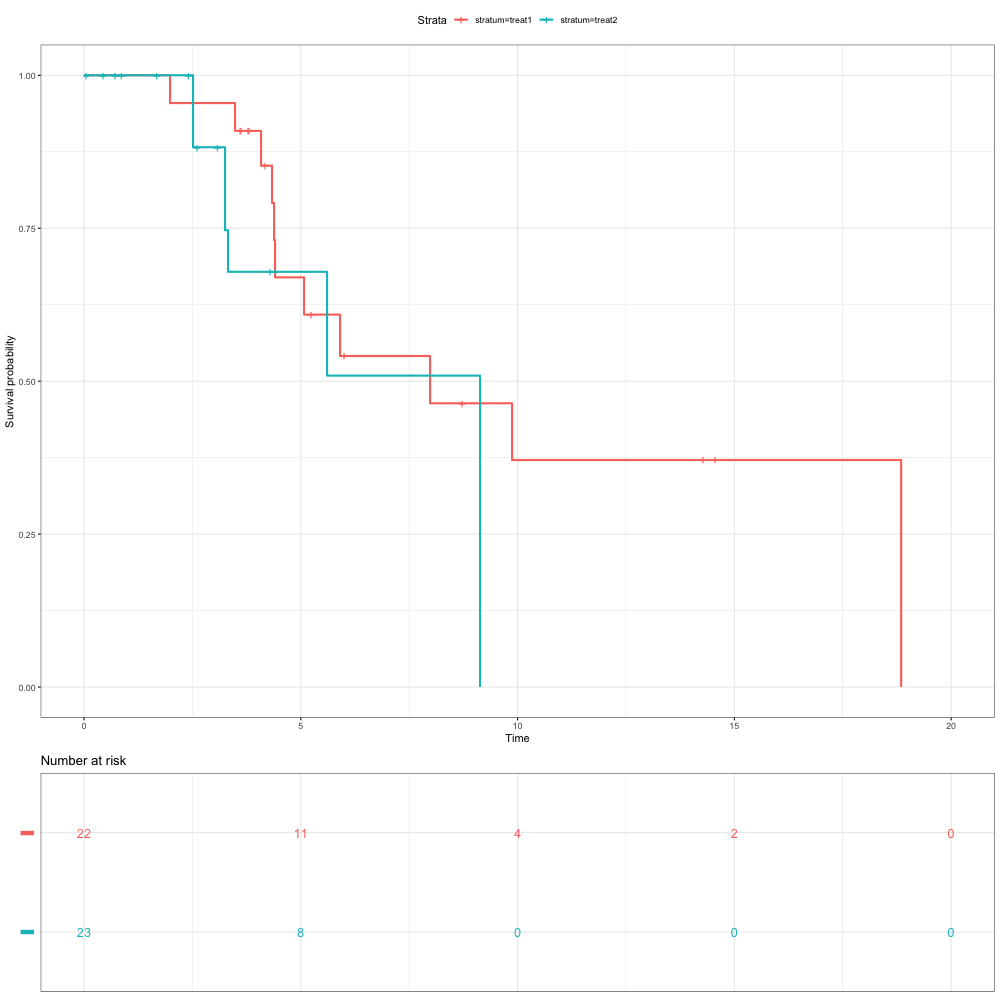 Strata stratum=treat1 stratum=treat2
1.00
0.75
0.50
0.25
0.00
Survival probability
0 5 10 15 20
Time
Number at risk
22 11 4 2 0
23 8 0 0 0